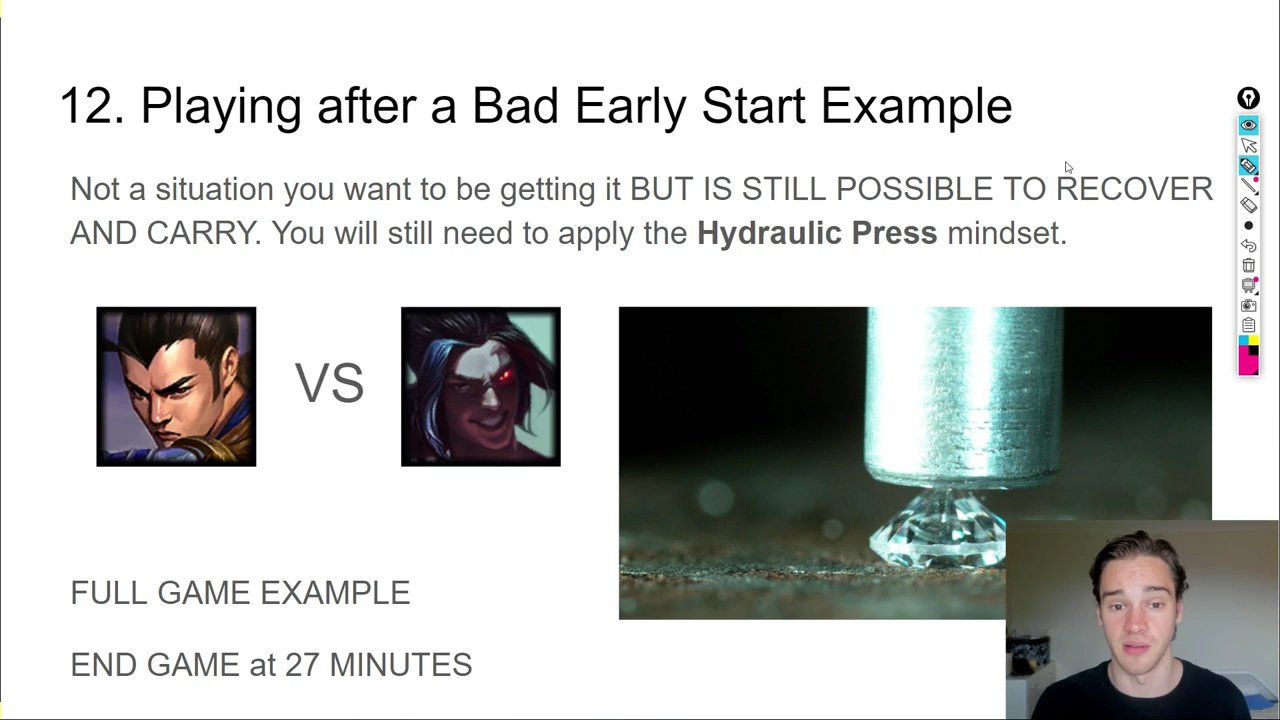 12. Playing after a Bad Early Start Example
Not a situation you want to be getting it BUT IS STILL POSSIBLE TO RECOVER
AND CARRY. You will still need to apply the Hydraulic Press mindset.
VS
FULL GAME EXAMPLE
END GAME at 27 MINUTES